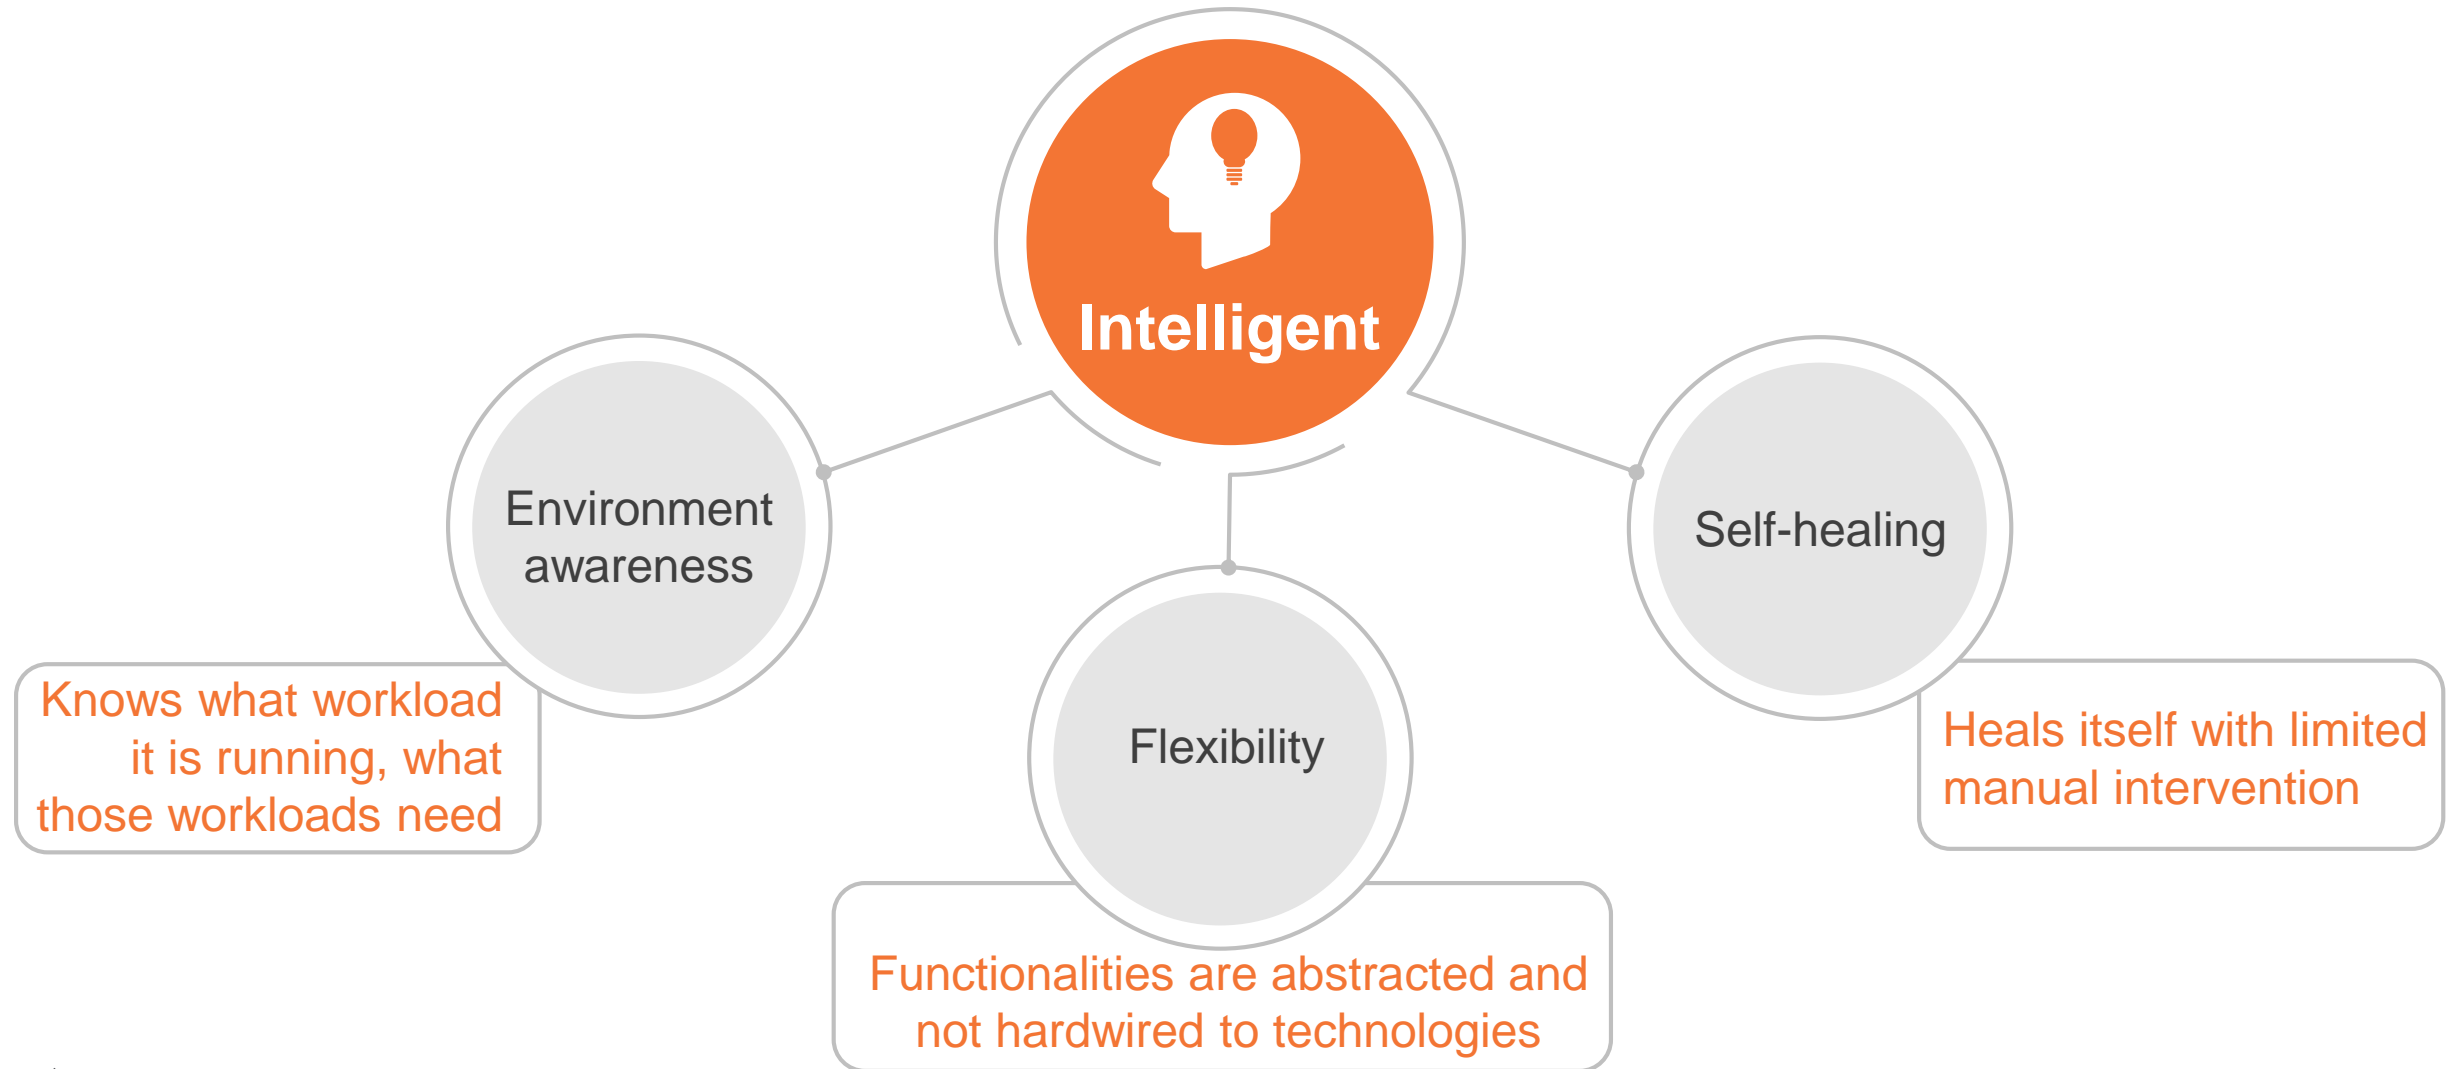 Intelligent
Environment
awareness
Knows what workload
it is running, what
those workloads need
Flexibility
Functionalities are abstracted and
not hardwired to technologies
Self-healing
Heals itself with limited
manual intervention